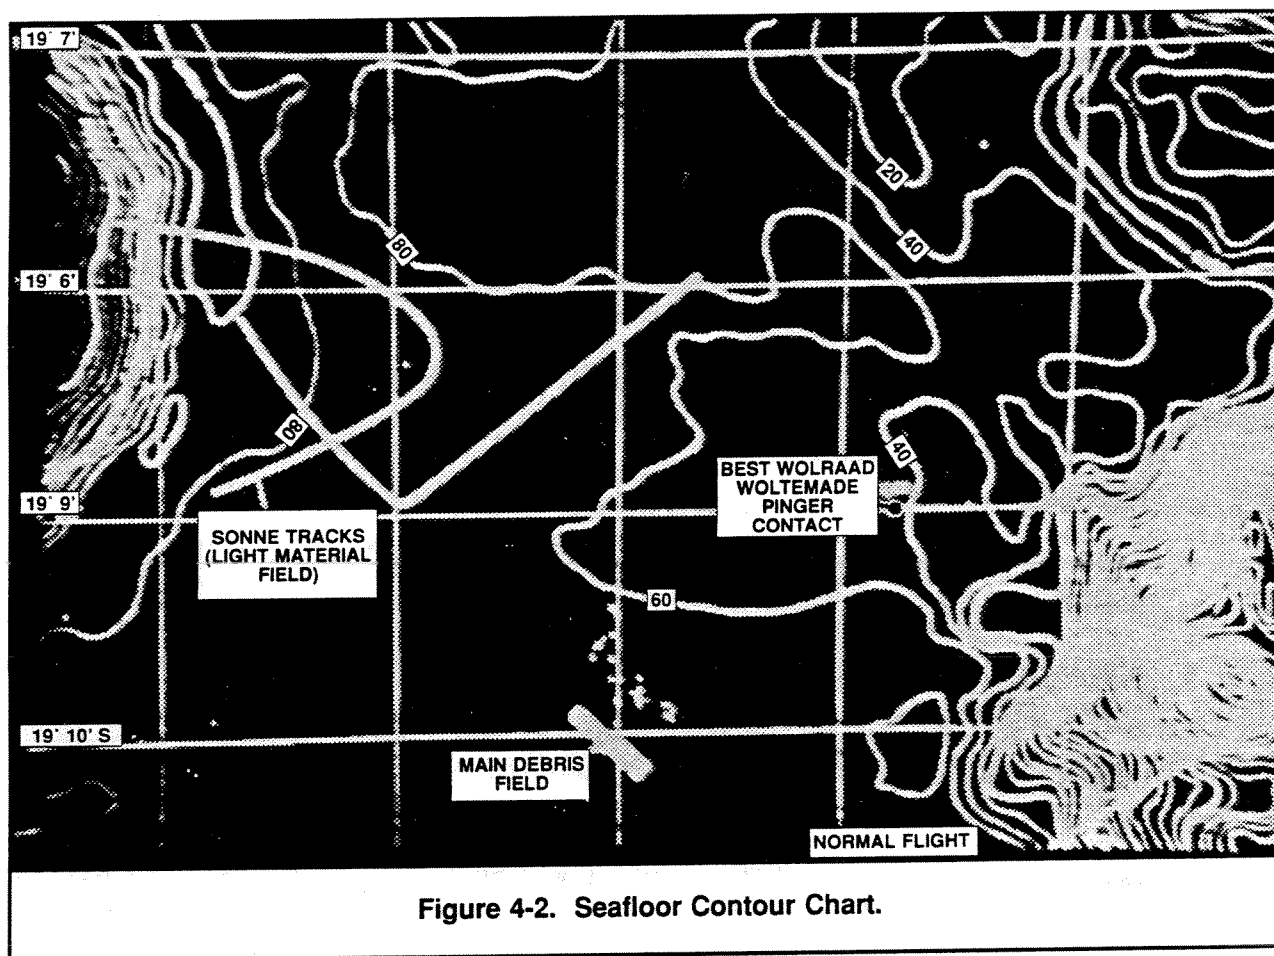 19° 7'
20
80
40
19° 6'
80
40
BEST WOLRAAD
WOLTEMADE
PINGER
CONTACT
19° 9'
SONNE TRACKS
(LIGHT MATERIAL
FIELD)
60
19° 10' S
MAIN DEBRIS
FIELD
NORMAL FLIGHT
Figure 4-2. Seafloor Contour Chart.